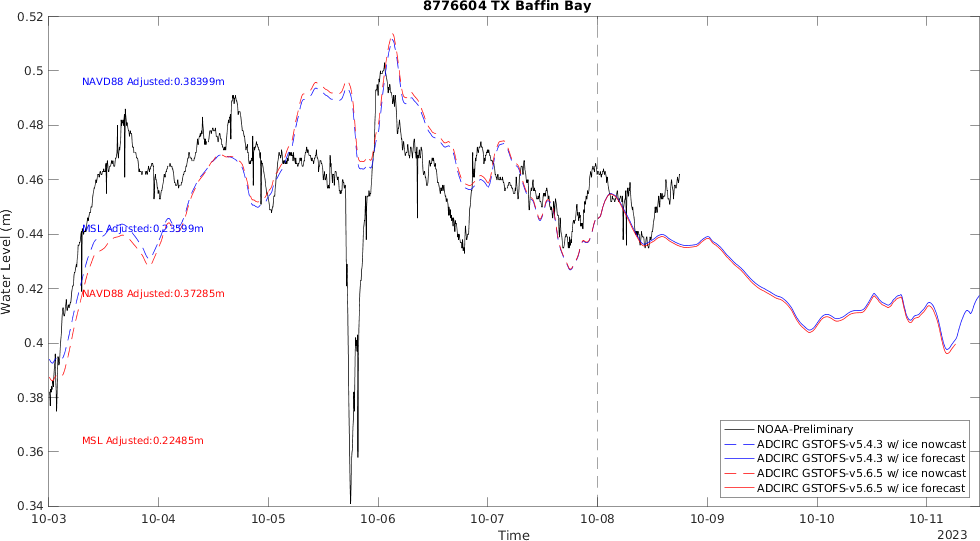 8776604 TX Baffin Bay
0.52
0.5
0.48
0.46
0.44
0.42
0.4
0.38
0.36
0.34
Water Level (m)
NAVD88 Adjusted:0.38399m
MSL Adjusted:0.23599m
NAVD88 Adjusted:0.37285m
MSL Adjusted:0.22485m
NOAA-Preliminary
ADCIRC GSTOFS-v5.4.3 w/ ice nowcast
ADCIRC GSTOFS-v5.4.3 w/ ice forecast
ADCIRC GSTOFS-v5.6.5 w/ ice nowcast
ADCIRC GSTOFS-v5.6.5 w/ ice forecast
10-03 10-04 10-05 10-06 10-07 10-08 10-09 10-10 10-11
Time
2023